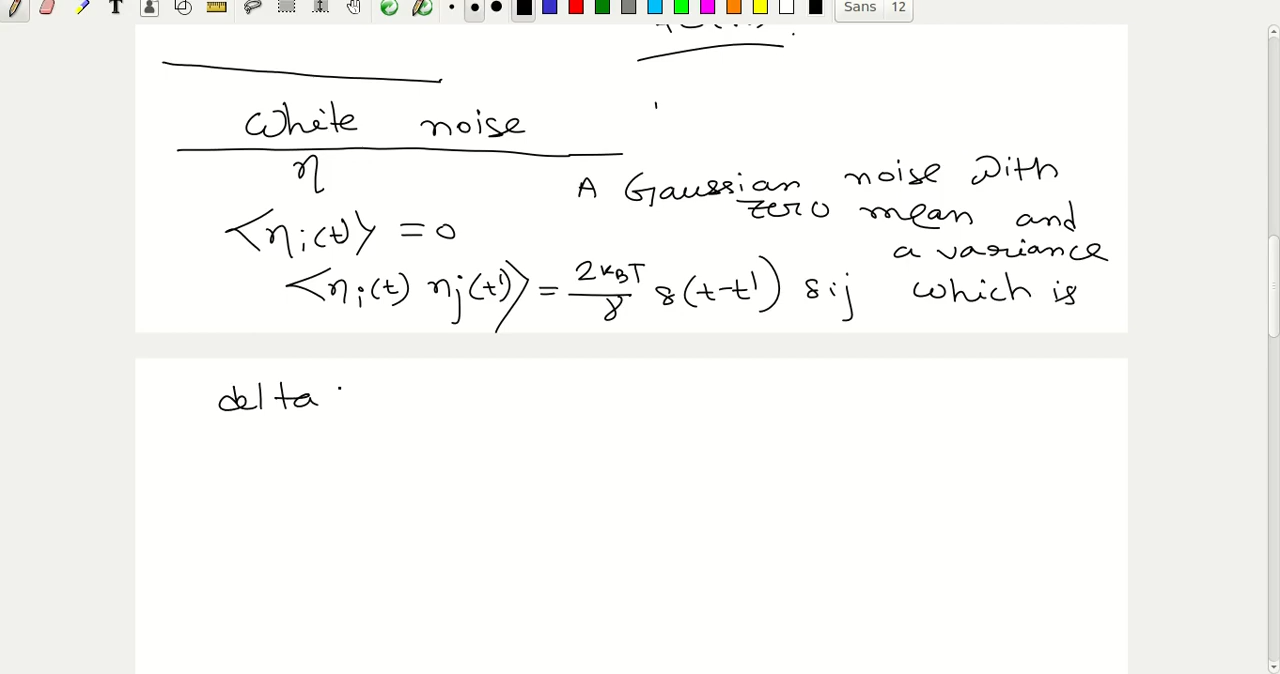 Sans 12
White noise
η
A Gaussian noise with
zero mean and
<ηi(t)> = 0
a variance
<ηi(t) ηj(t')> = 2kBT/γ δ(t-t') δij which is
delta